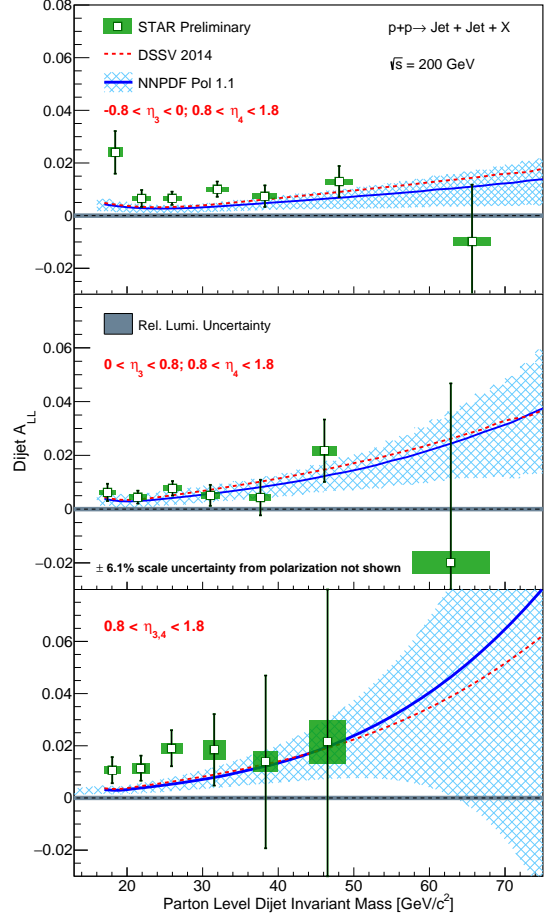 0.08
STAR Preliminary
p+p→ Jet + Jet + X
DSSV 2014
0.06
NNPDF Pol 1.1
√s = 200 GeV
-0.8 < η3 < 0; 0.8 < η4 < 1.8
0.04
0.02
0
−0.02
Rel. Lumi. Uncertainty
0.06
0 < η3 < 0.8; 0.8 < η4 < 1.8
0.04
Dijet ALL
0.02
0
−0.02
± 6.1% scale uncertainty from polarization not shown
0.8 < η3,4 < 1.8
0.06
0.04
0.02
0
−0.02
20 30 40 50 60 70
Parton Level Dijet Invariant Mass [GeV/c²]